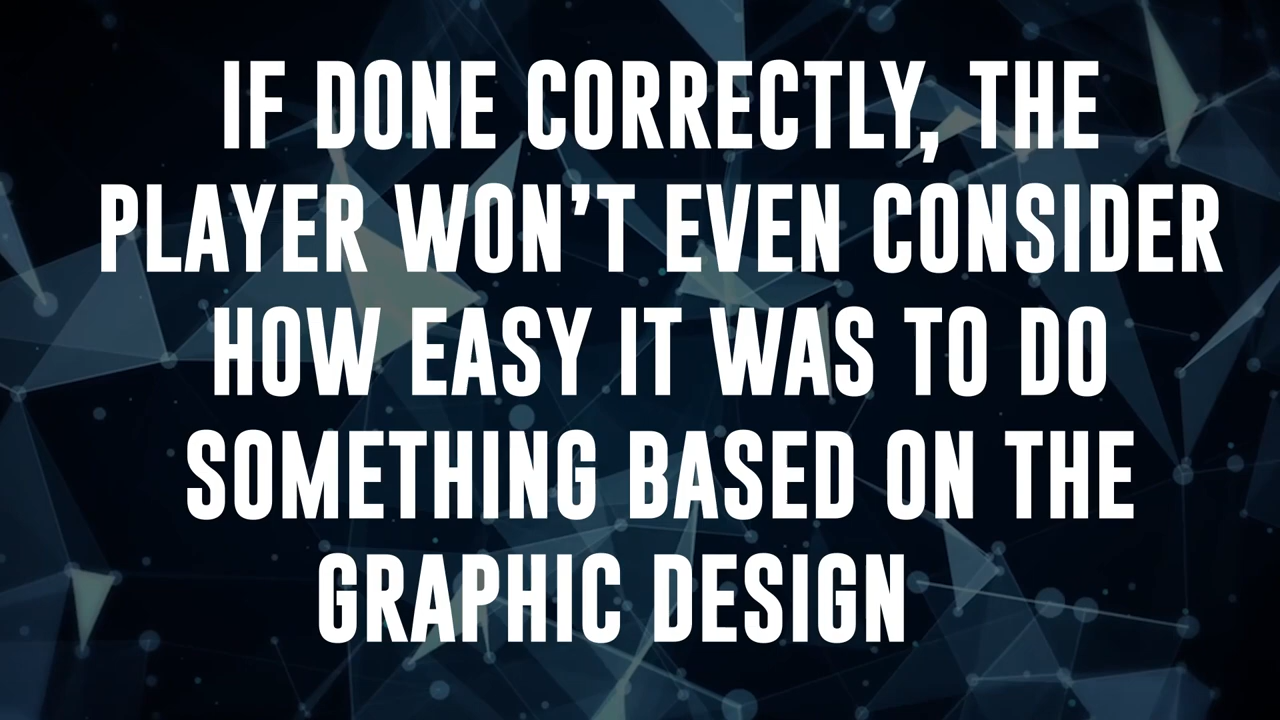 IF DONE CORRECTLY, THE
PLAYER WON’T EVEN CONSIDER
HOW EASY IT WAS TO DO
SOMETHING BASED ON THE
GRAPHIC DESIGN